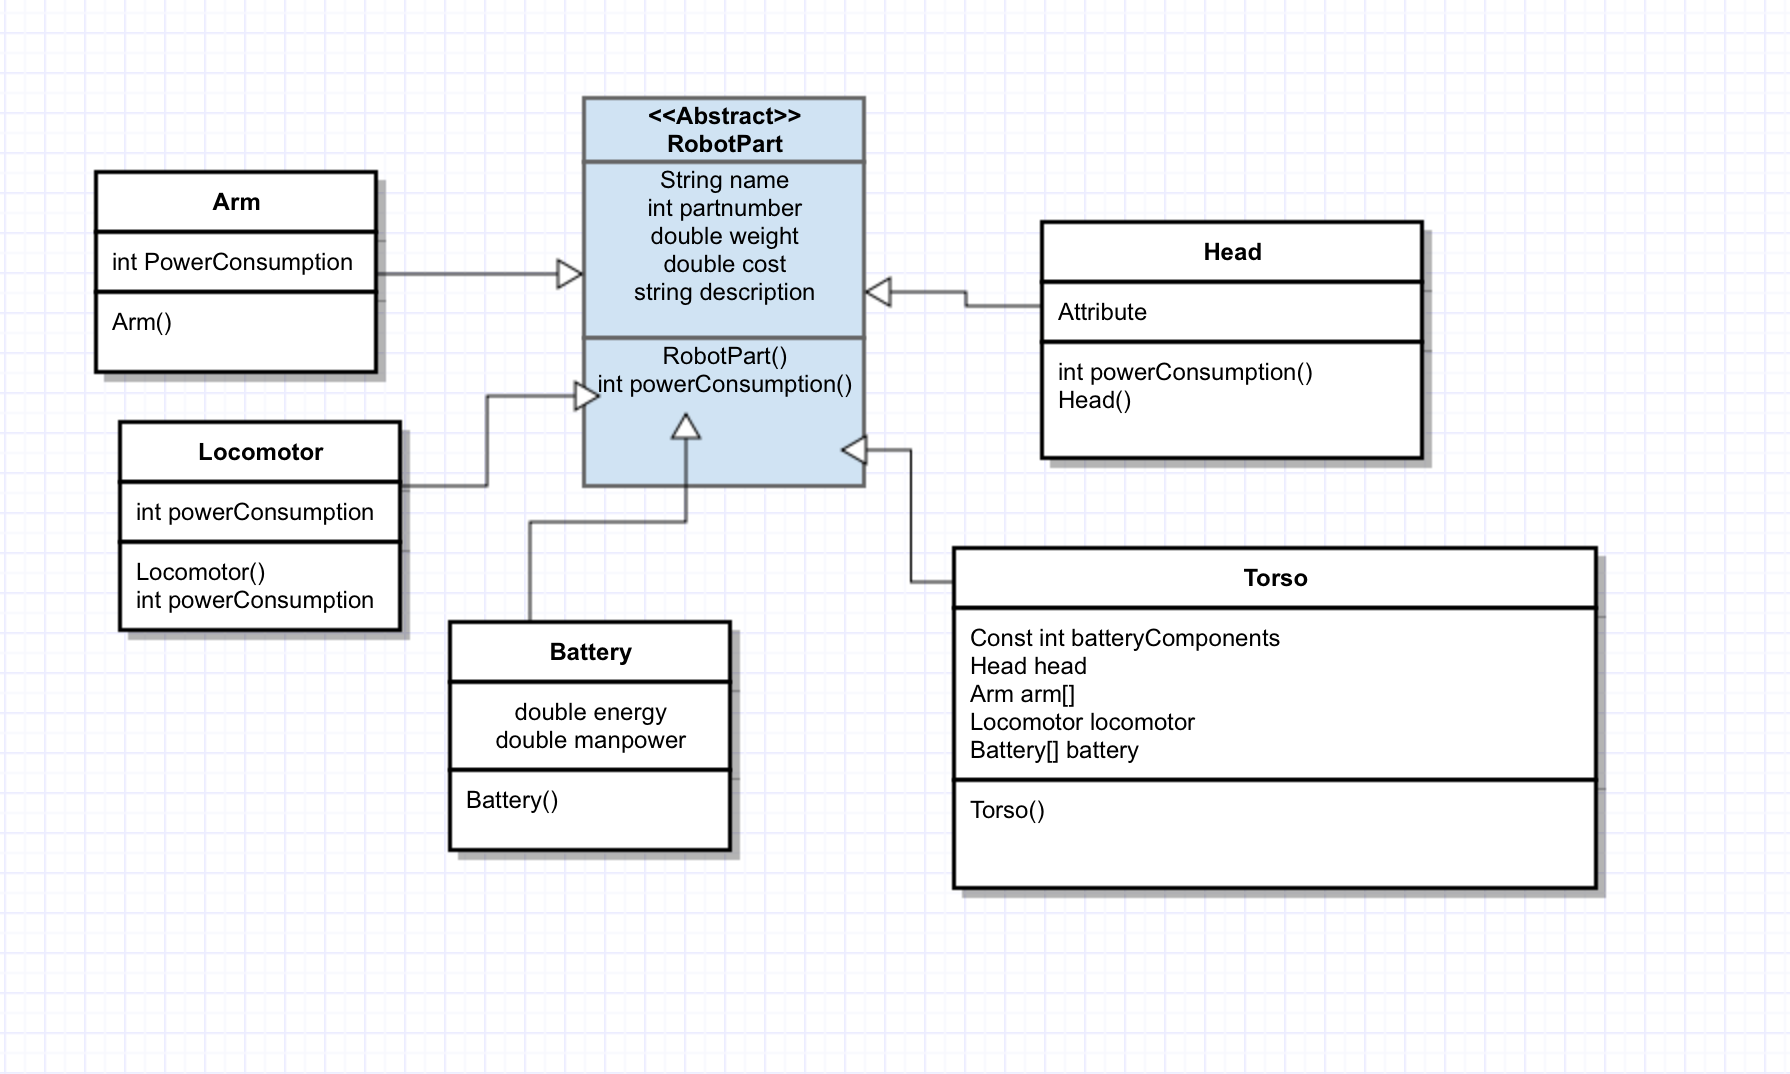 <<Abstract>>
RobotPart
String name
int partnumber
double weight
double cost
string description
RobotPart()
int powerConsumption()
Arm
int PowerConsumption
Arm()
Head
Attribute
int powerConsumption()
Head()
Locomotor
int powerConsumption
Locomotor()
int powerConsumption
Battery
double energy
double manpower
Battery()
Torso
Const int batteryComponents
Head head
Arm arm[]
Locomotor locomotor
Battery[] battery
Torso()